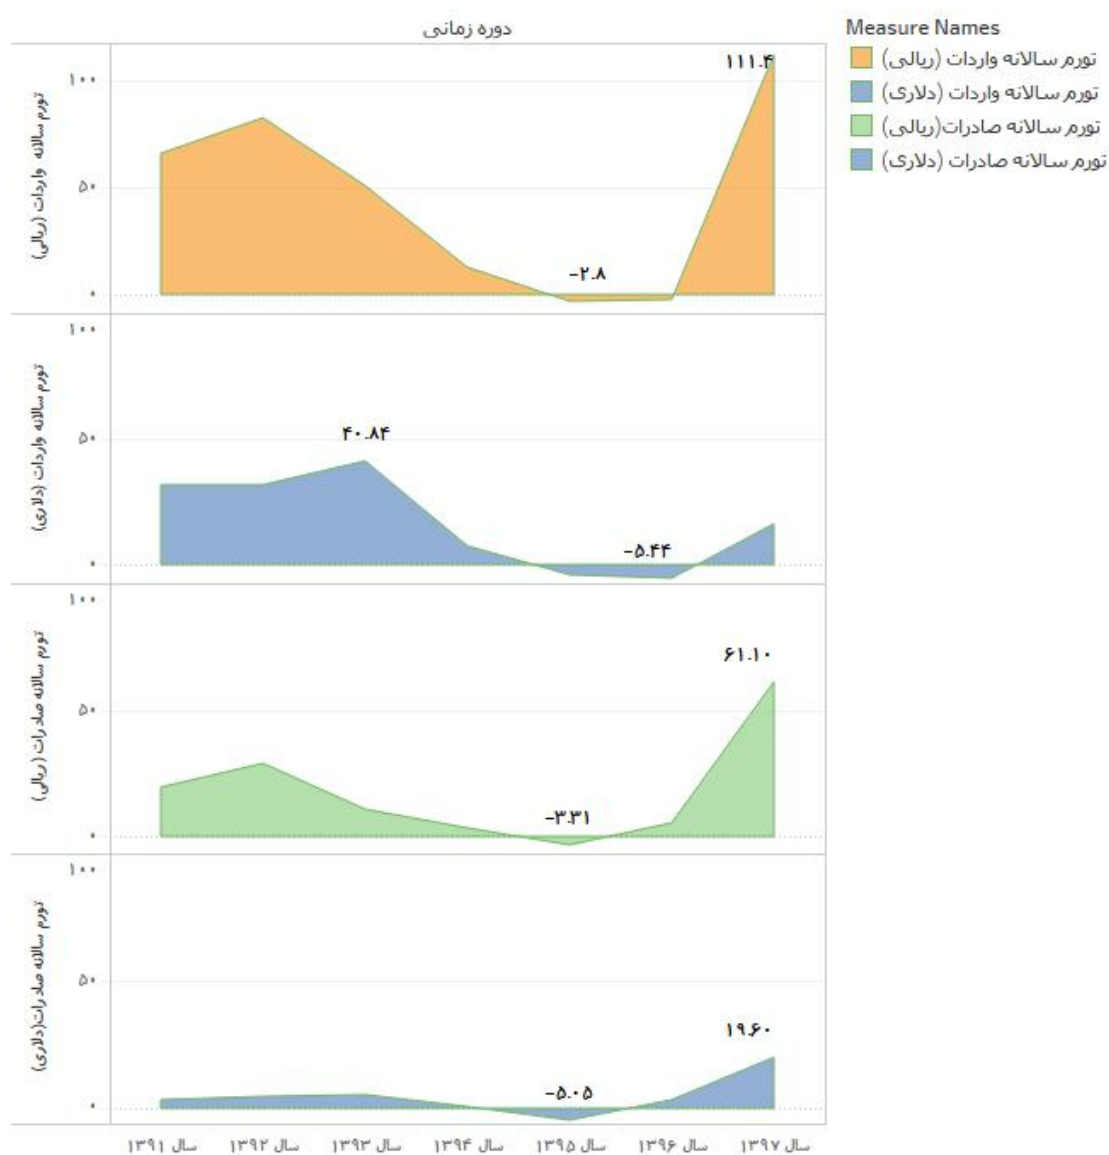 دوره زمانی
Measure Names
تورم سالانه واردات (ریالی)
تورم سالانه واردات (دلاری)
تورم سالانه صادرات(ریالی)
تورم سالانه صادرات (دلاری)
تورم سالانه واردات (ریالی)
۱۰۰
۵۰
۰
۱۱۱.۴
-۲.۸
تورم سالانه واردات (دلاری)
۱۰۰
۵۰
۰
۴۰.۸۴
-۵.۴۴
تورم سالانه صادرات (ریالی)
۱۰۰
۵۰
۰
۶۱.۱۰
-۳.۳۱
تورم سالانه صادرات(دلاری)
۱۰۰
۵۰
۰
۱۹.۶۰
-۵.۰۵
سال ۱۳۹۱
سال ۱۳۹۲
سال ۱۳۹۳
سال ۱۳۹۴
سال ۱۳۹۵
سال ۱۳۹۶
سال ۱۳۹۷